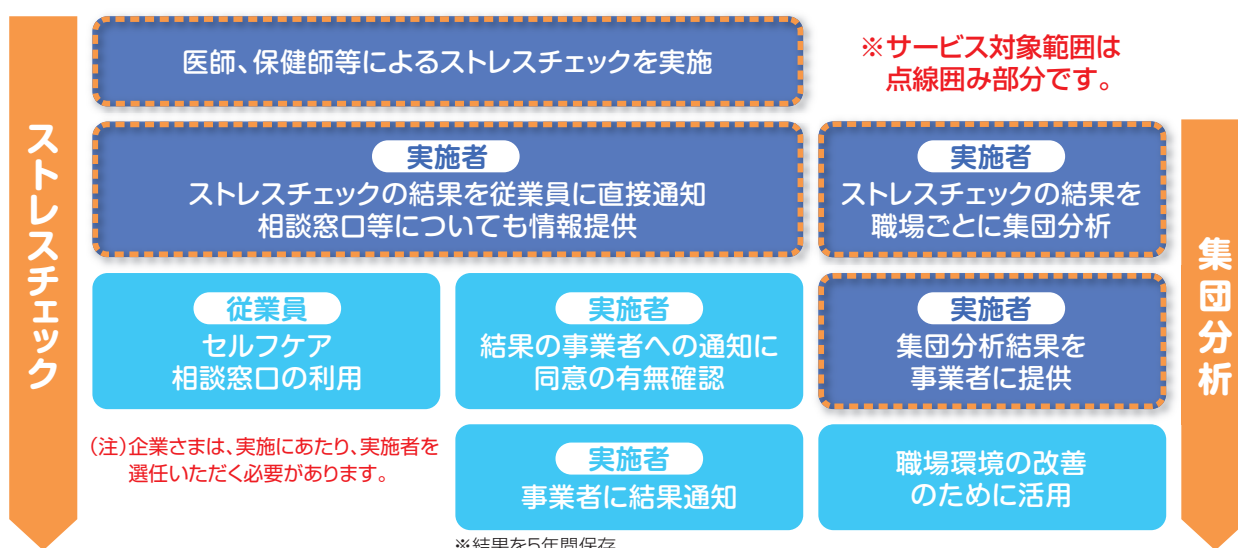 ストレスチェック
医師、保健師等によるストレスチェックを実施
※サービス対象範囲は
点線囲み部分です。
実施者
ストレスチェックの結果を従業員に直接通知
相談窓口等についても情報提供
実施者
ストレスチェックの結果を
職場ごとに集団分析
集団分析
従業員
セルフケア
相談窓口の利用
実施者
結果の事業者への通知に
同意の有無確認
実施者
集団分析結果を
事業者に提供
(注)企業さまは、実施にあたり、実施者を
選任いただく必要があります。
実施者
事業者に結果通知
職場環境の改善
のために活用
※結果を5年間保存